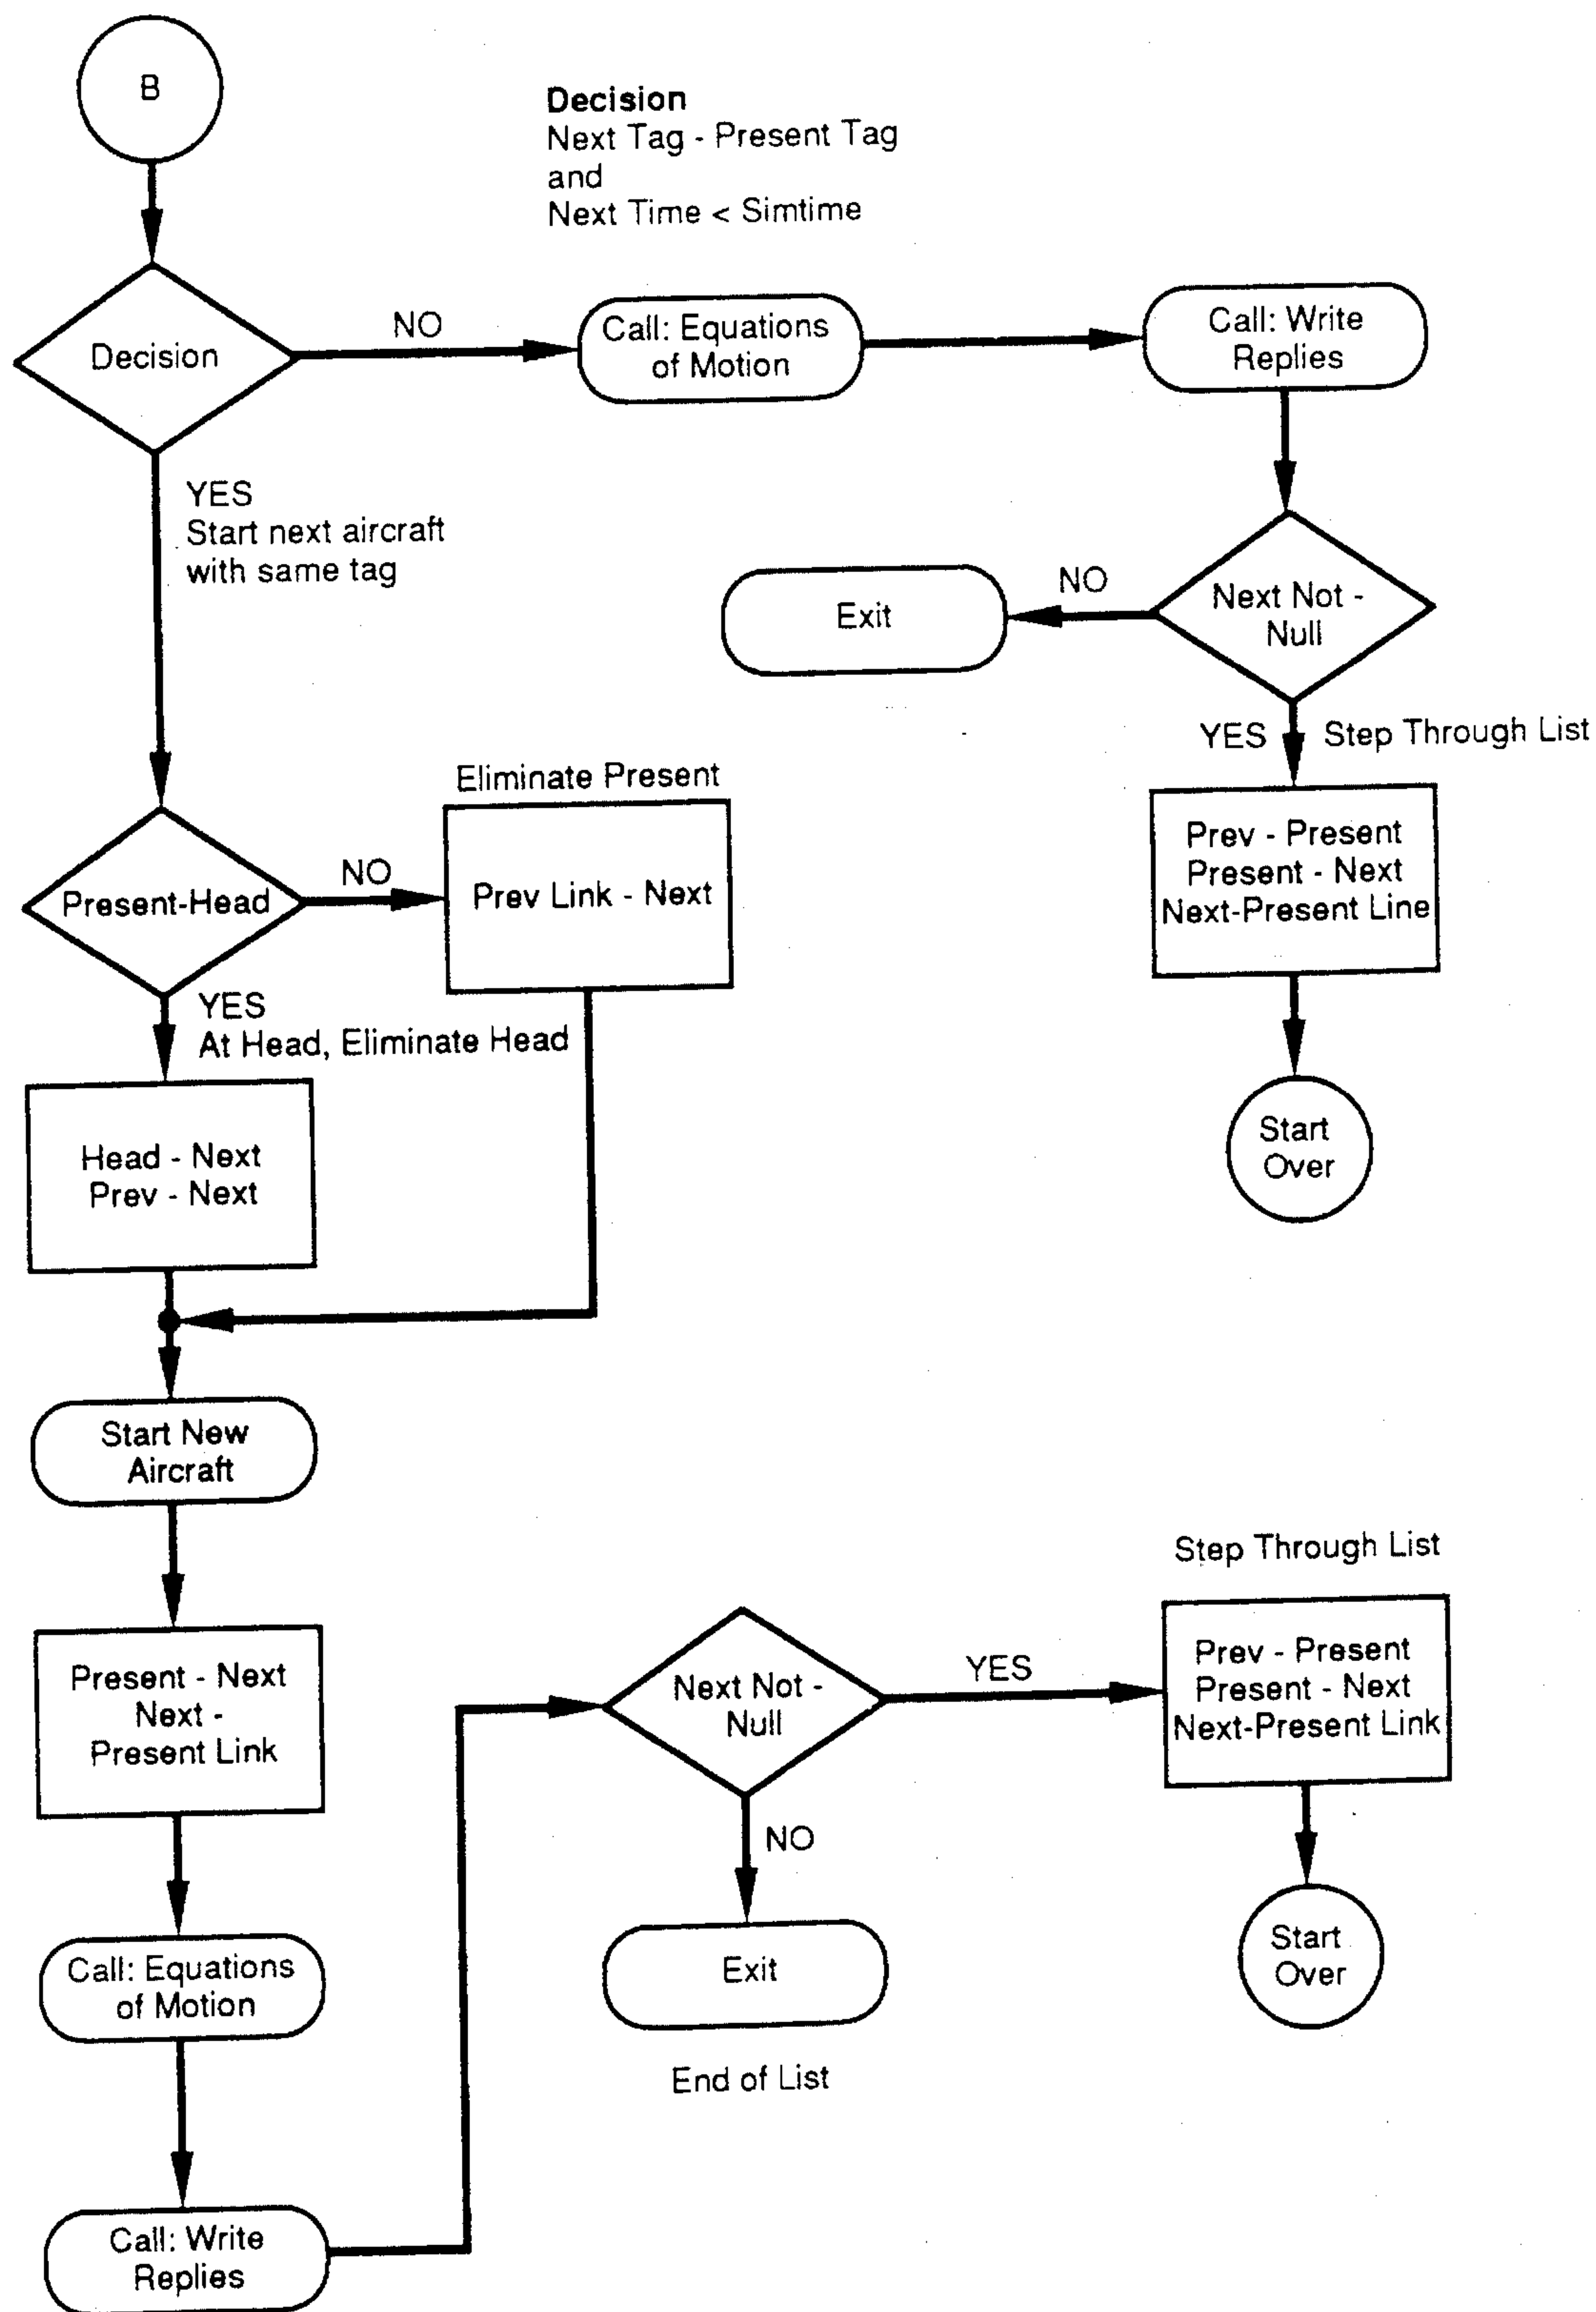 B
Decision
Next Tag - Present Tag
and
Next Time < Simtime
Decision
NO
Call: Equations
of Motion
Call: Write
Replies
YES
Start next aircraft
with same tag
Exit
NO
Next Not -
Null
YES
Step Through List
Eliminate Present
Prev - Present
Present - Next
Next-Present Line
Present-Head
NO
Prev Link - Next
YES
At Head, Eliminate Head
Start
Over
Head - Next
Prev - Next
Start New
Aircraft
Step Through List
Present - Next
Next -
Present Link
Next Not -
Null
YES
Prev - Present
Present - Next
Next-Present Link
NO
Call: Equations
of Motion
Exit
Start
Over
End of List
Call: Write
Replies